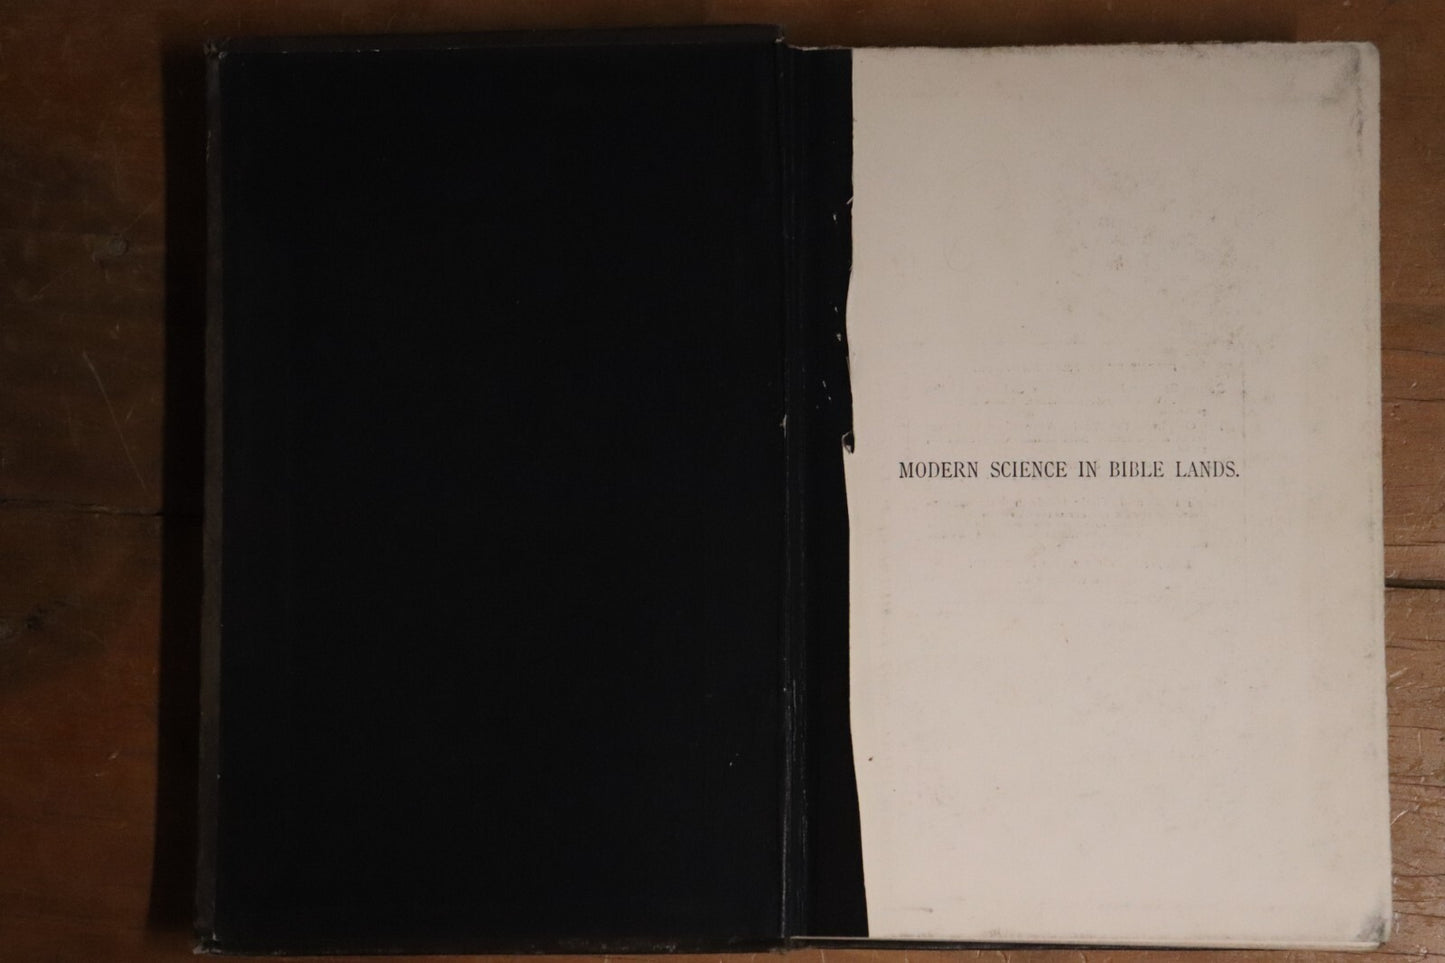 MODERN SCIENCE IN BIBLE LANDS.